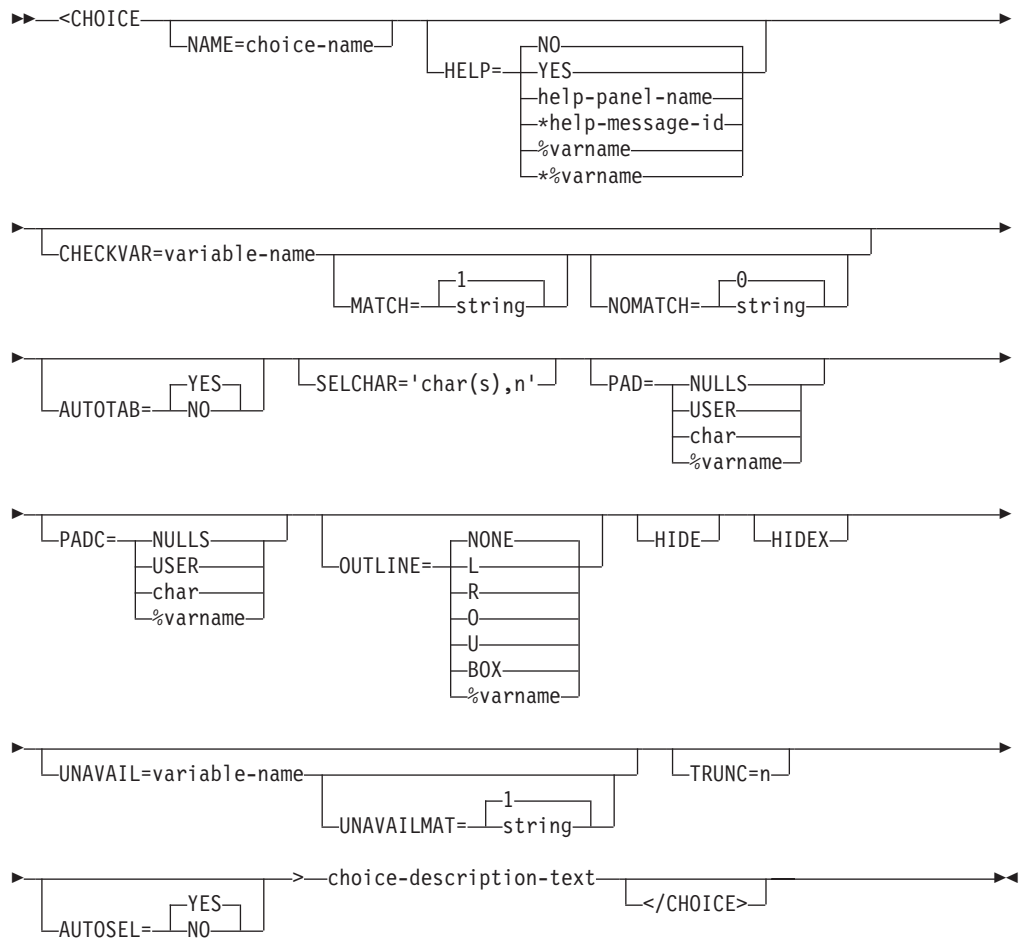 <CHOICE
NAME=choice-name
HELP=
NO
YES
help-panel-name
*help-message-id
%varname
*%varname
CHECKVAR=variable-name
MATCH=
1
string
NOMATCH=
0
string
AUTOTAB=
YES
NO
SELCHAR='char(s),n'
PAD=
NULLS
USER
char
%varname
PADC=
NULLS
USER
char
%varname
OUTLINE=
NONE
L
R
O
U
BOX
%varname
HIDE
HIDEX
UNAVAIL=variable-name
UNAVAILMAT=
1
string
TRUNC=n
AUTOSEL=
YES
NO
>
choice-description-text
</CHOICE>